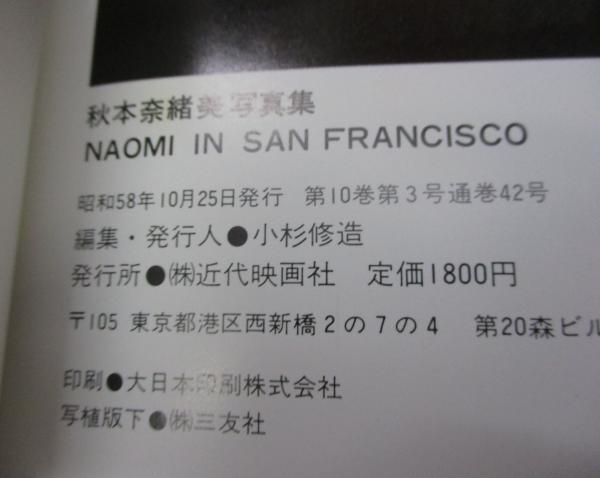 秋本奈緒美写真集
NAOMI IN SAN FRANCISCO
昭和58年10月25日発行 第10巻第3号通巻42号
編集・発行人●小杉修造
発行所●㈱近代映画社 定価1800円
〒105 東京都港区西新橋2の7の4 第20森ビル
印刷●大日本印刷株式会社
写植版下●㈱三友社